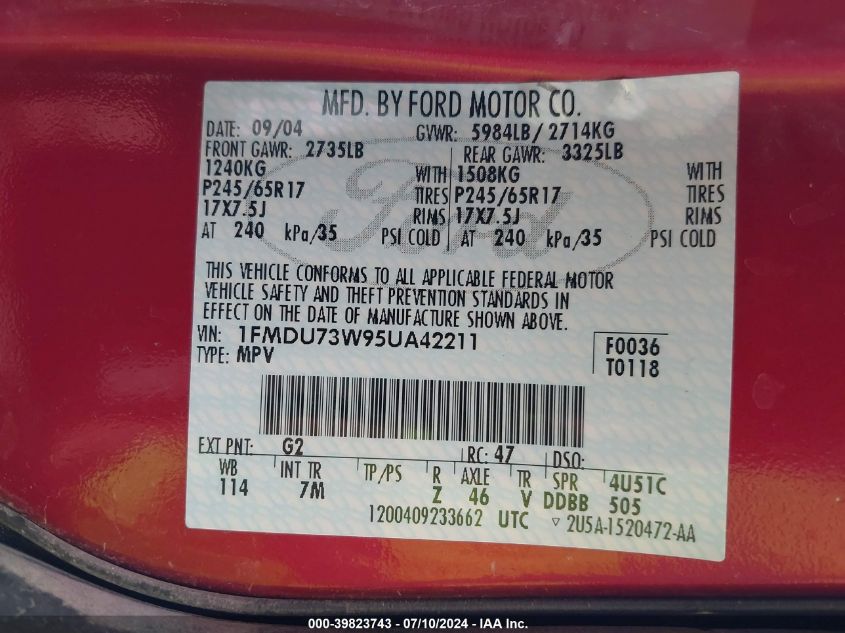 MFD. BY FORD MOTOR CO.
DATE: 09/04 GVWR: 5984LB/ 2714KG
FRONT GAWR: 2735LB REAR GAWR: 3325LB
1240KG WITH 1508KG WITH
P245/65R17 TIRES P245/65R17 TIRES
17X7.5J RIMS 17X7.5J RIMS
AT 240 kPa/35 PSI COLD AT 240 kPa/35 PSI COLD
Ford
THIS VEHICLE CONFORMS TO ALL APPLICABLE FEDERAL MOTOR
VEHICLE SAFETY AND THEFT PREVENTION STANDARDS IN
EFFECT ON THE DATE OF MANUFACTURE SHOWN ABOVE.
VIN: 1FMDU73W95UA42211 F0036
TYPE: MPV T0118
EXT PNT: G2 RC: 47 DSO:
WB INT TR TP/PS R AXLE TR SPR 4U51C
114 7M Z 46 V DDBB 505
1200409233662 UTC ▿ 2U5A-1520472-AA
000-39823743 - 07/10/2024 - IAA Inc.